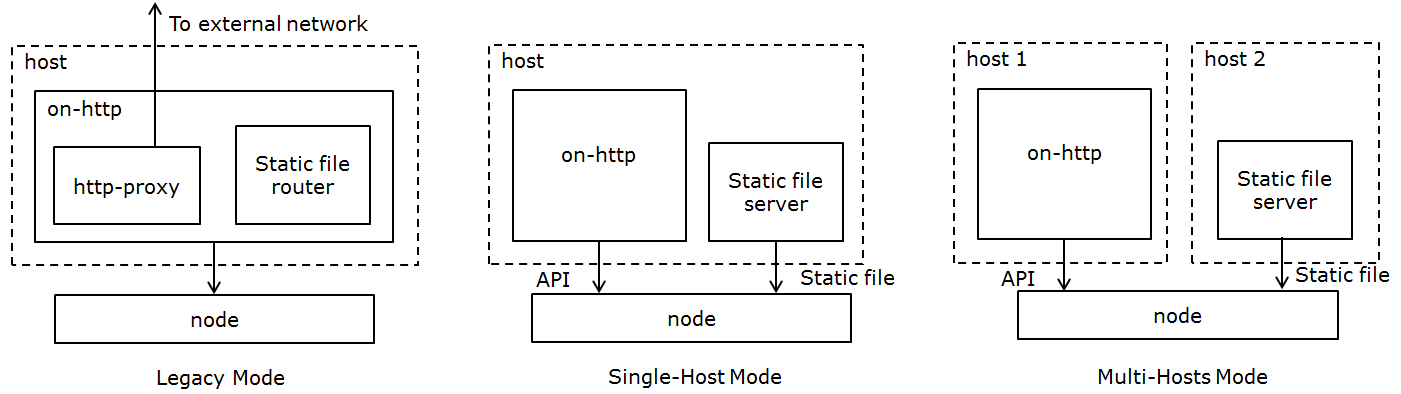 To external network
host
on-http
http-proxy
Static file
router
node
Legacy Mode
host
on-http
Static file
server
API
Static file
node
Single-Host Mode
host 1
on-http
API
host 2
Static file
server
Static file
node
Multi-Hosts Mode